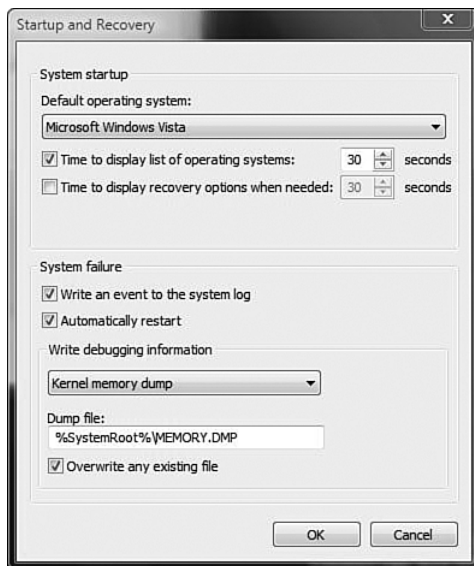 Startup and Recovery
System startup
Default operating system:
Microsoft Windows Vista
Time to display list of operating systems: 30 seconds
Time to display recovery options when needed: 30 seconds
System failure
Write an event to the system log
Automatically restart
Write debugging information
Kernel memory dump
Dump file:
%SystemRoot%\MEMORY.DMP
Overwrite any existing file
OK Cancel